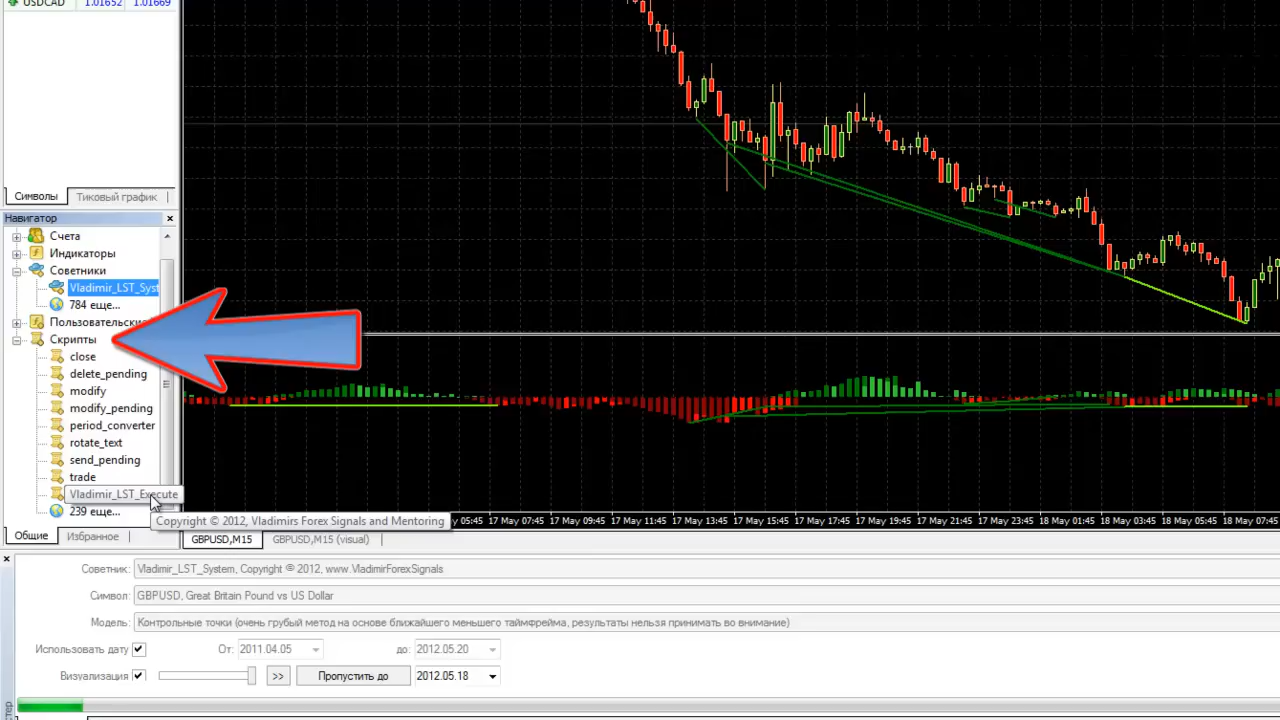 USDCAD 1.01652 1.01669
Символы Тиковый график
Навигатор
Счета
Индикаторы
Советники
Vladimir_LST_Syst
784 еще...
Пользовательски
Скрипты
close
delete_pending
modify
modify_pending
period_converter
rotate_text
send_pending
trade
Vladimir_LST_Execute
239 еще...
Copyright © 2012, Vladimirs Forex Signals and Mentoring
y 05:45 17 May 07:45 17 May 09:45 17 May 11:45 17 May 13:45 17 May 15:45 17 May 17:45 17 May 19:45 17 May 21:45 17 May 23:45 18 May 01:45 18 May 03:45 18 May 05:45 18 May 07:45
Общие Избранное
GBPUSD,M15 GBPUSD,M15 (visual)
Советник: Vladimir_LST_System, Copyright © 2012, www.VladimirForexSignals
Символ: GBPUSD, Great Britain Pound vs US Dollar
Модель: Контрольные точки (очень грубый метод на основе ближайшего меньшего таймфрейма, результаты нельзя принимать во внимание)
Использовать дату От: 2011.04.05 до: 2012.05.20
Визуализация >> Пропустить до 2012.05.18
стер